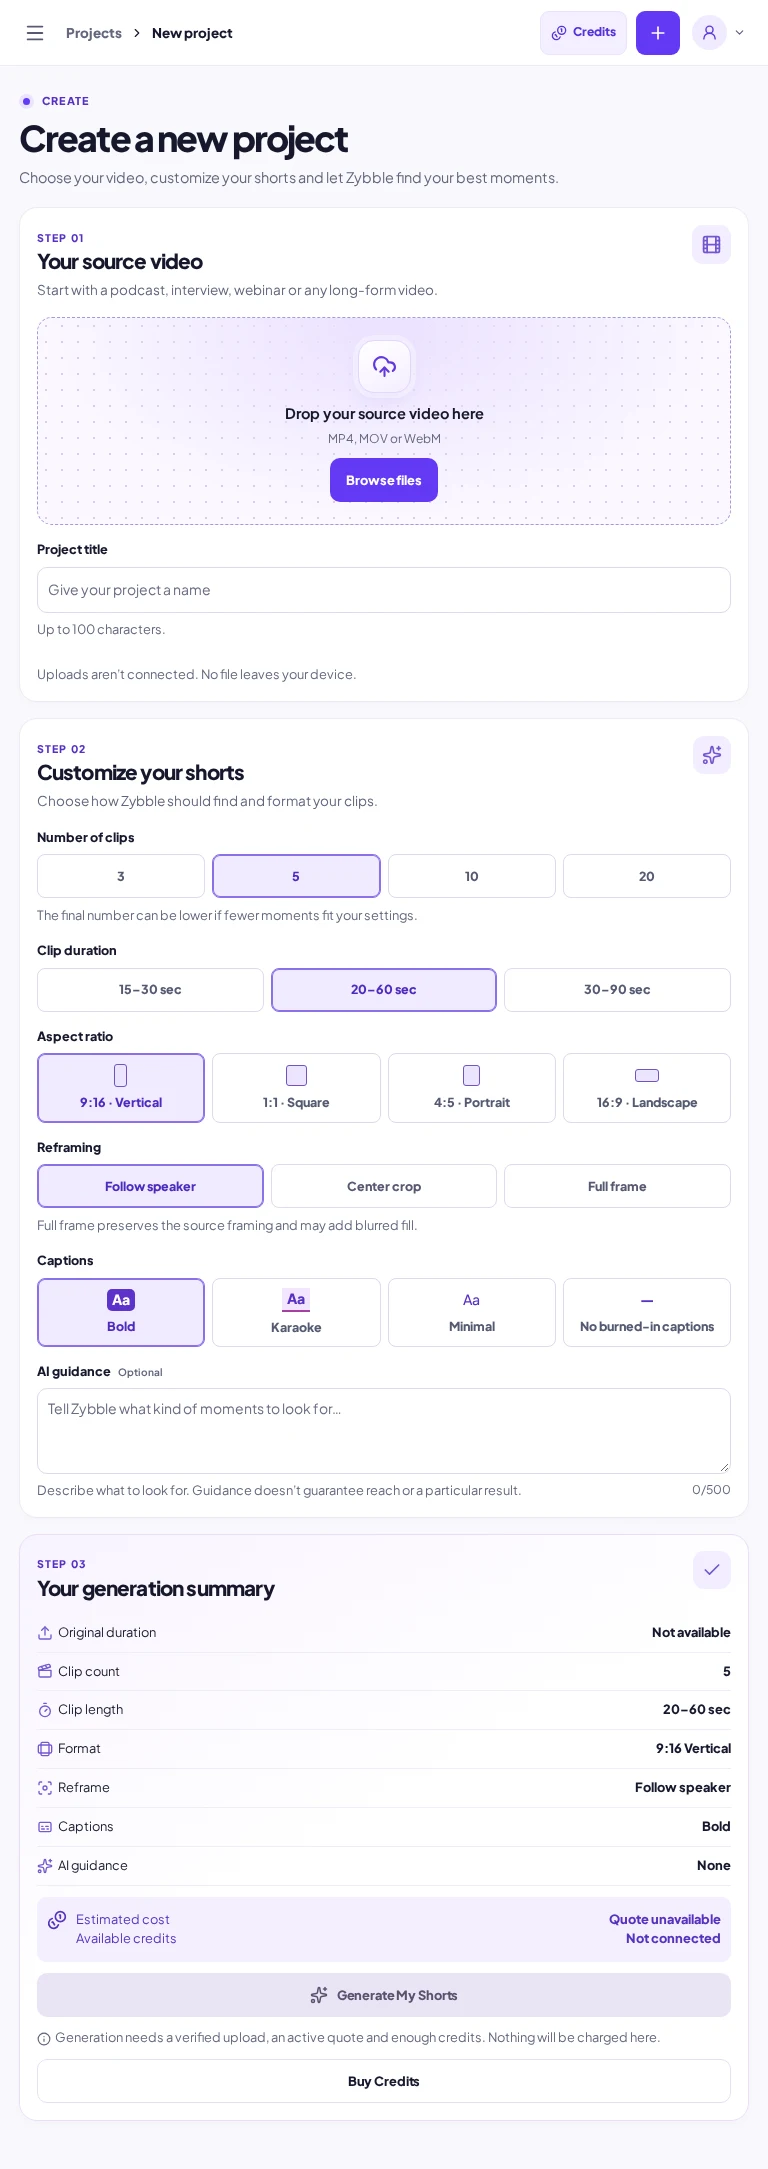 Projects > New project
Credits
CREATE
Create a new project
Choose your video, customize your shorts and let Zybble find your best moments.
STEP 01
Your source video
Start with a podcast, interview, webinar or any long-form video.
Drop your source video here
MP4, MOV or WebM
Browse files
Project title
Give your project a name
Up to 100 characters.
Uploads aren't connected. No file leaves your device.
STEP 02
Customize your shorts
Choose how Zybble should find and format your clips.
Number of clips
3 5 10 20
The final number can be lower if fewer moments fit your settings.
Clip duration
15–30 sec 20–60 sec 30–90 sec
Aspect ratio
9:16 · Vertical 1:1 · Square 4:5 · Portrait 16:9 · Landscape
Reframing
Follow speaker Center crop Full frame
Full frame preserves the source framing and may add blurred fill.
Captions
Aa Aa Aa –
Bold Karaoke Minimal No burned-in captions
AI guidance Optional
Tell Zybble what kind of moments to look for…
Describe what to look for. Guidance doesn't guarantee reach or a particular result. 0/500
STEP 03
Your generation summary
Original duration Not available
Clip count 5
Clip length 20–60 sec
Format 9:16 Vertical
Reframe Follow speaker
Captions Bold
AI guidance None
Estimated cost Quote unavailable
Available credits Not connected
Generate My Shorts
Generation needs a verified upload, an active quote and enough credits. Nothing will be charged here.
Buy Credits